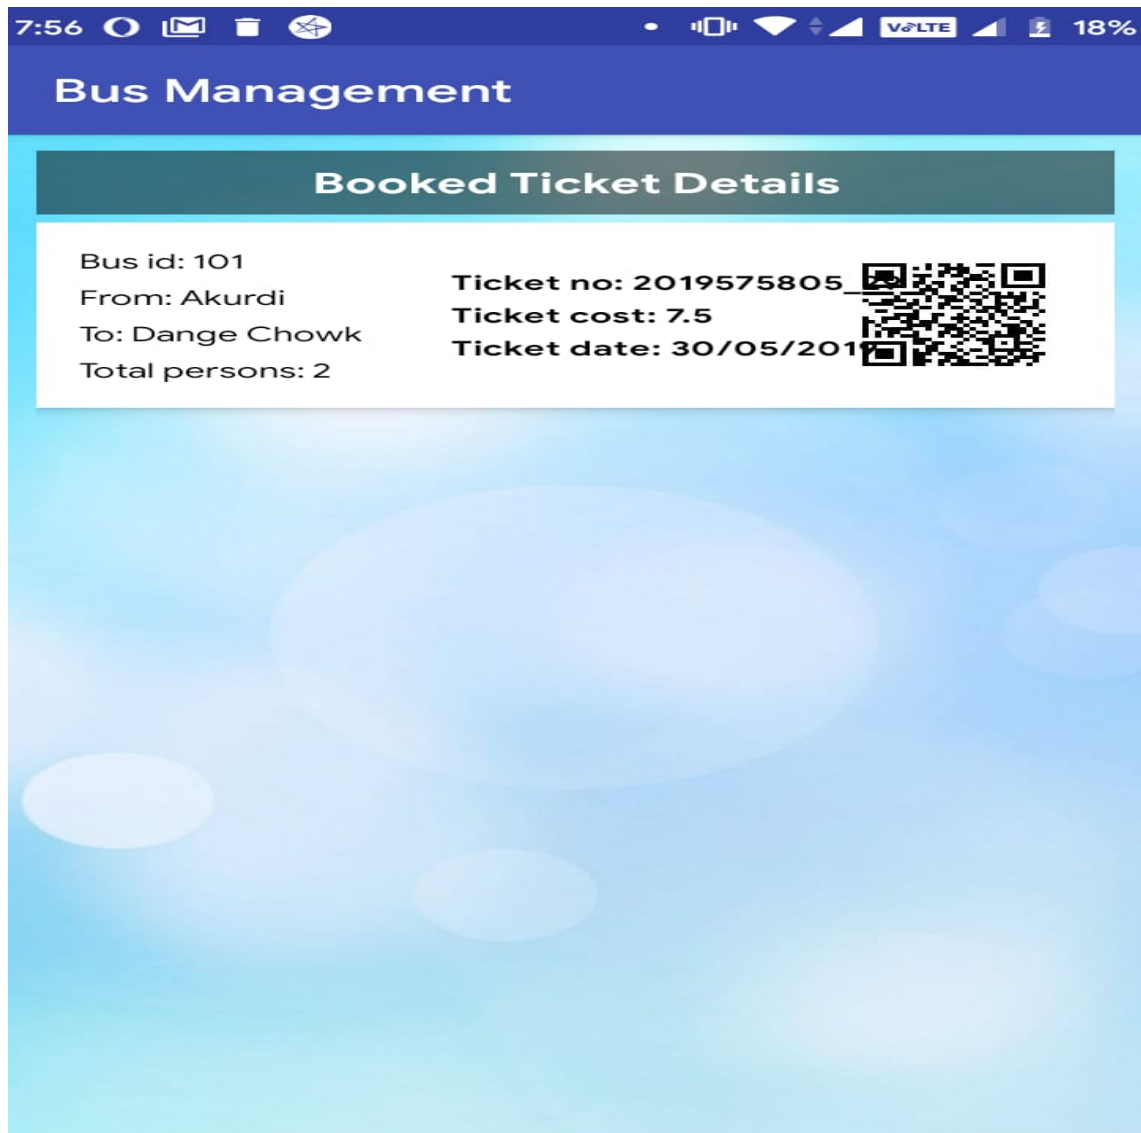 7:56
VoLTE
18%
Bus Management
Booked Ticket Details
Bus id: 101
From: Akurdi
To: Dange Chowk
Total persons: 2
Ticket no: 2019575805_
Ticket cost: 7.5
Ticket date: 30/05/2019